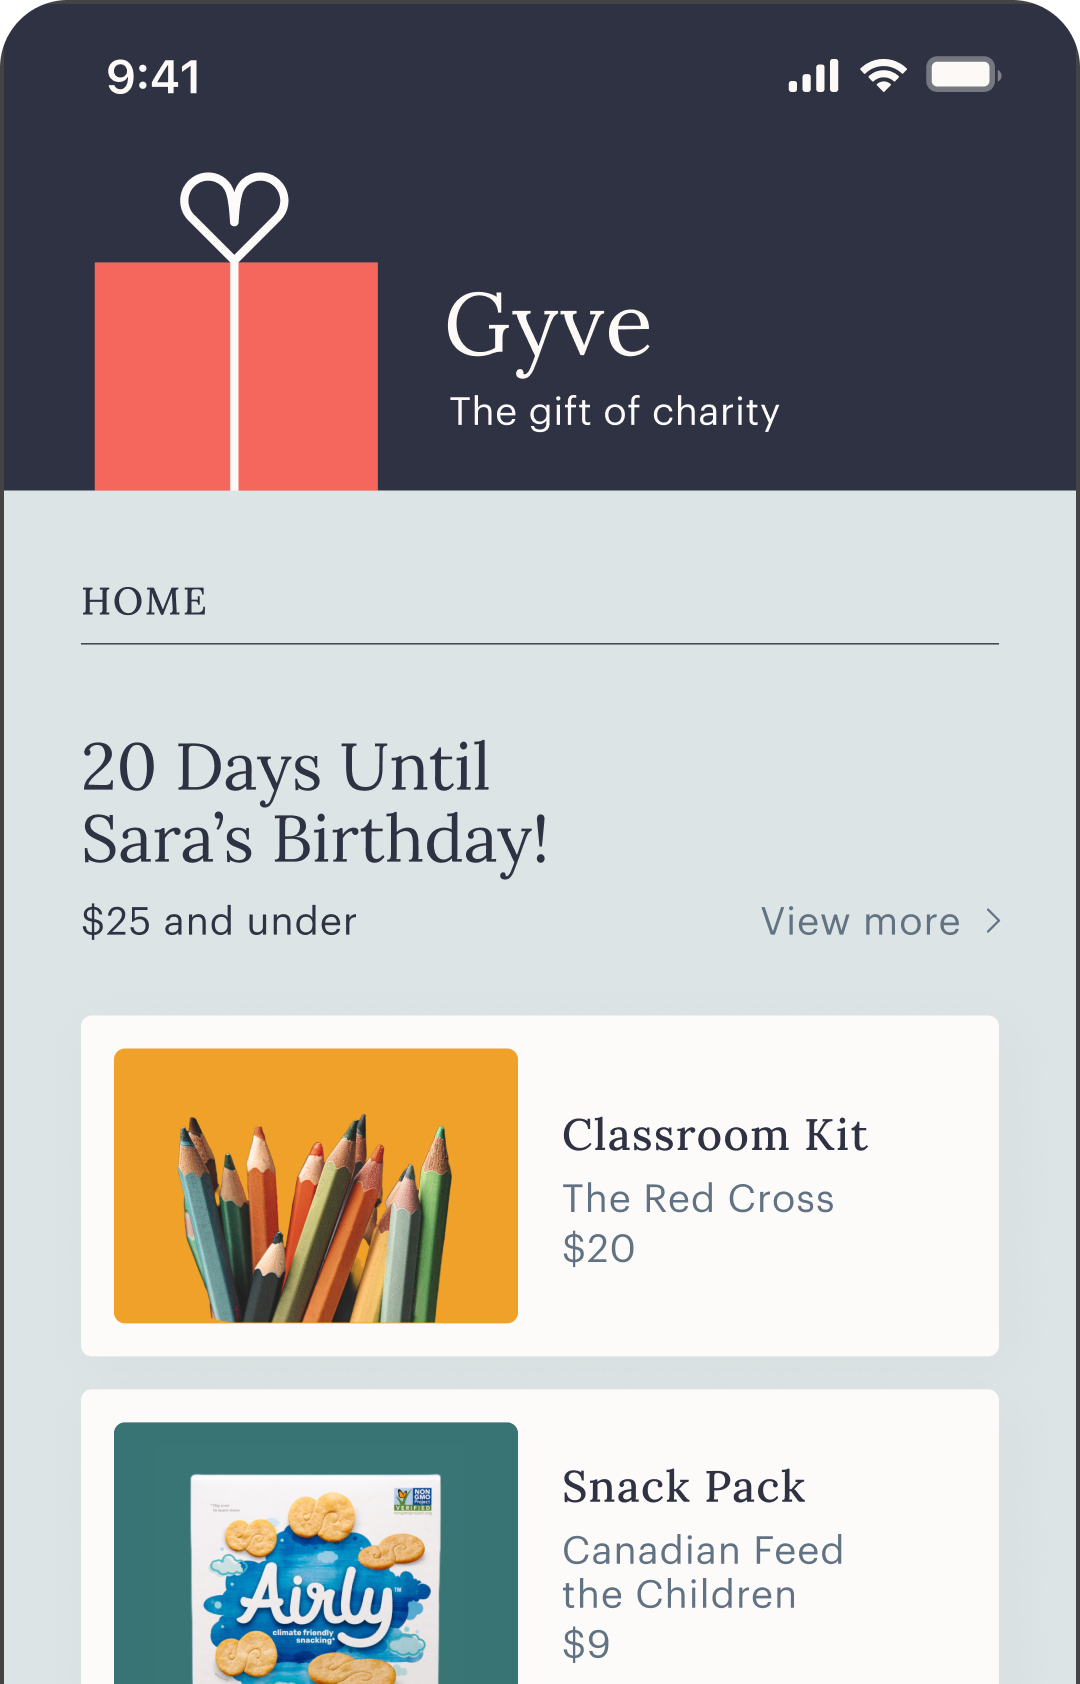 9:41
Gyve
The gift of charity
HOME
20 Days Until
Sara’s Birthday!
$25 and under
View more
Classroom Kit
The Red Cross
$20
Snack Pack
NON
GMO
Project
VERIFIED
Airly™
climate friendly
snacking*
Canadian Feed
the Children
$9